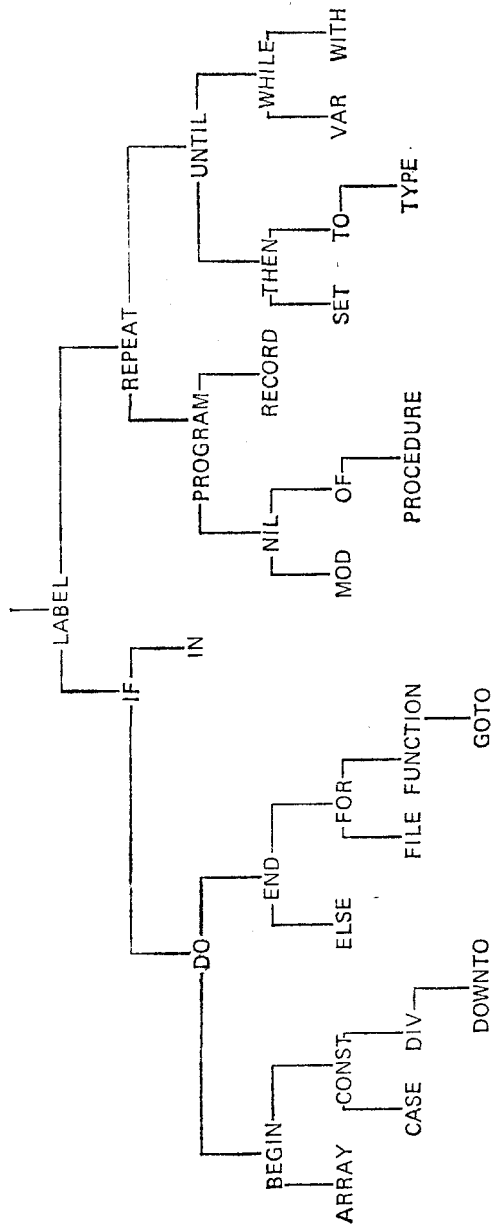 LABEL
IF REPEAT
DO IN PROGRAM UNTIL
BEGIN END NIL RECORD THEN WHILE
ARRAY CONST ELSE FOR MOD OF SET TO VAR WITH
CASE DIV FILE FUNCTION PROCEDURE TYPE
DOWNTO GOTO